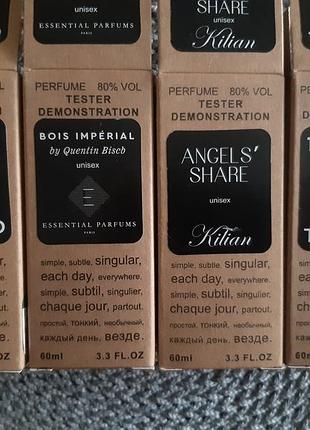 unisex
ESSENTIAL PARFUMS
PARIS
SHARE
unisex
Kilian
PERFUME 80% VOL
TESTER
DEMONSTRATION
BOIS IMPÉRIAL
by Quentin Bisch
unisex
E
ESSENTIAL PARFUMS
PARIS
simple, subtle, singular,
each day, everywhere.
simple, subtil, singulier,
chaque jour, partout.
простой, тонкий, необычный,
каждый день, везде.
60ml 3.3 FL.OZ
PERFUME 80% VOL
TESTER
DEMONSTRATION
ANGELS'
SHARE
unisex
Kilian
simple, subtle, singular,
each day, everywhere.
simple, subtil, singulier,
chaque jour, partout.
простой, ТОНКИЙ, необычный,
каждый день, везде.
60ml 3.3 FL.OZ